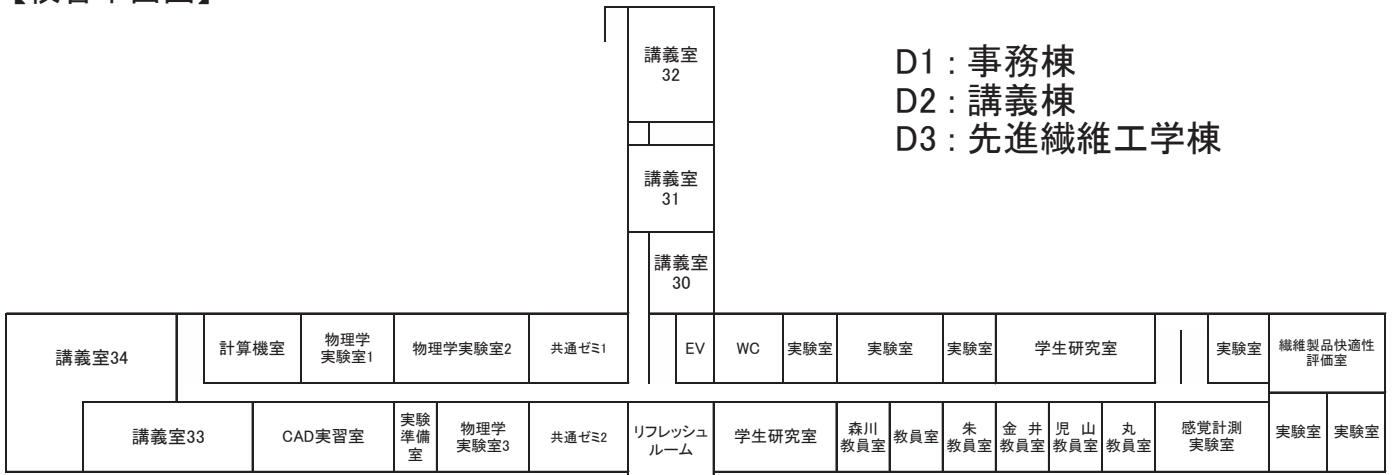 講義室
32
D1：事務棟
D2：講義棟
D3：先進繊維工学棟
講義室
31
講義室
30
講義室34
計算機室
物理学
実験室1
物理学実験室2
共通ゼミ1
EV
WC
実験室
実験室
実験室
学生研究室
実験室
繊維製品快適性
評価室
講義室33
CAD実習室
実験
準備
室
物理学
実験室3
共通ゼミ2
リフレッシュ
ルーム
学生研究室
森川
教員室
教員室
朱
教員室
金 井
教員室
児 山
教員室
丸
教員室
感覚計測
実験室
実験室
実験室